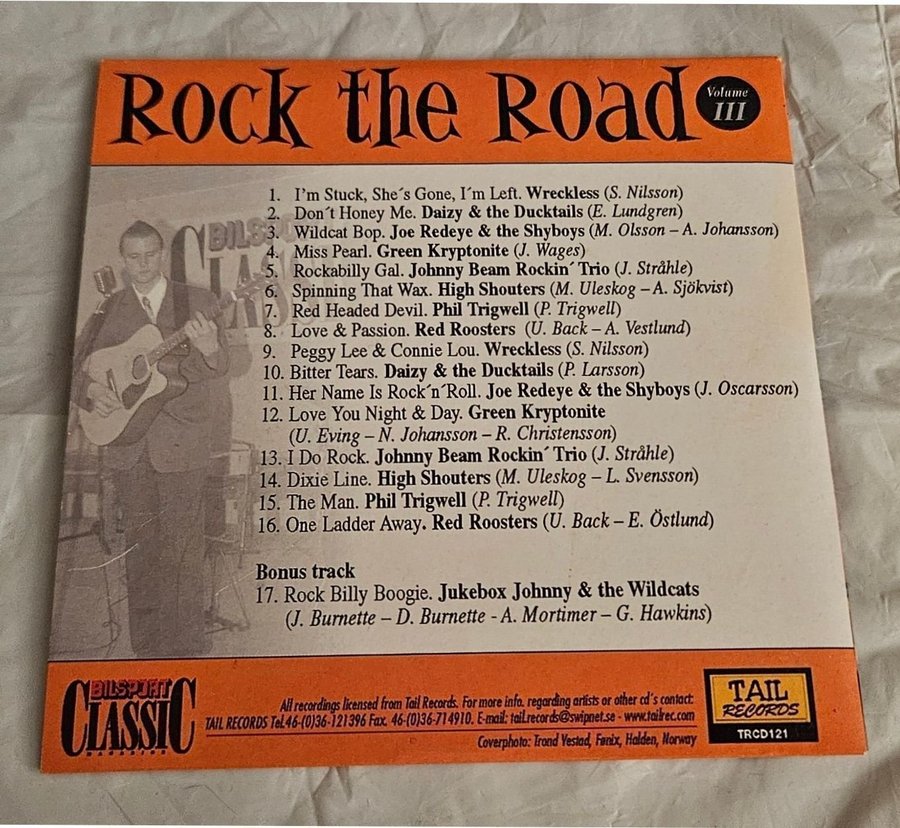 Rock the Road Volume III
1. I'm Stuck, She´s Gone, I´m Left. Wreckless (S. Nilsson)
2. Don´t Honey Me. Daizy & the Ducktails (E. Lundgren)
3. Wildcat Bop. Joe Redeye & the Shyboys (M. Olsson – A. Johansson)
4. Miss Pearl. Green Kryptonite (J. Wages)
5. Rockabilly Gal. Johnny Beam Rockin´ Trio (J. Stråhle)
6. Spinning That Wax. High Shouters (M. Uleskog – A. Sjökvist)
7. Red Headed Devil. Phil Trigwell (P. Trigwell)
8. Love & Passion. Red Roosters (U. Back – A. Vestlund)
9. Peggy Lee & Connie Lou. Wreckless (S. Nilsson)
10. Bitter Tears. Daizy & the Ducktails (P. Larsson)
11. Her Name Is Rock´n´Roll. Joe Redeye & the Shyboys (J. Oscarsson)
12. Love You Night & Day. Green Kryptonite
(U. Eving – N. Johansson – R. Christensson)
13. I Do Rock. Johnny Beam Rockin´ Trio (J. Stråhle)
14. Dixie Line. High Shouters (M. Uleskog – L. Svensson)
15. The Man. Phil Trigwell (P. Trigwell)
16. One Ladder Away. Red Roosters (U. Back – E. Östlund)
Bonus track
17. Rock Billy Boogie. Jukebox Johnny & the Wildcats
(J. Burnette – D. Burnette - A. Mortimer – G. Hawkins)
BILSPORT
CLASSIC
BILSPORT
CLASSIC
MAGAZINE
All recordings licensed from Tail Records. For more info. regarding artists or other cd´s contact:
TAIL RECORDS Tel.46-(0)36-121396 Fax. 46-(0)36-714910. E-mail: tail.records@swipnet.se - www.tailrec.com
Coverphoto: Trond Vestad, Fønix, Halden, Norway
TAIL
RECORDS
TRCD121